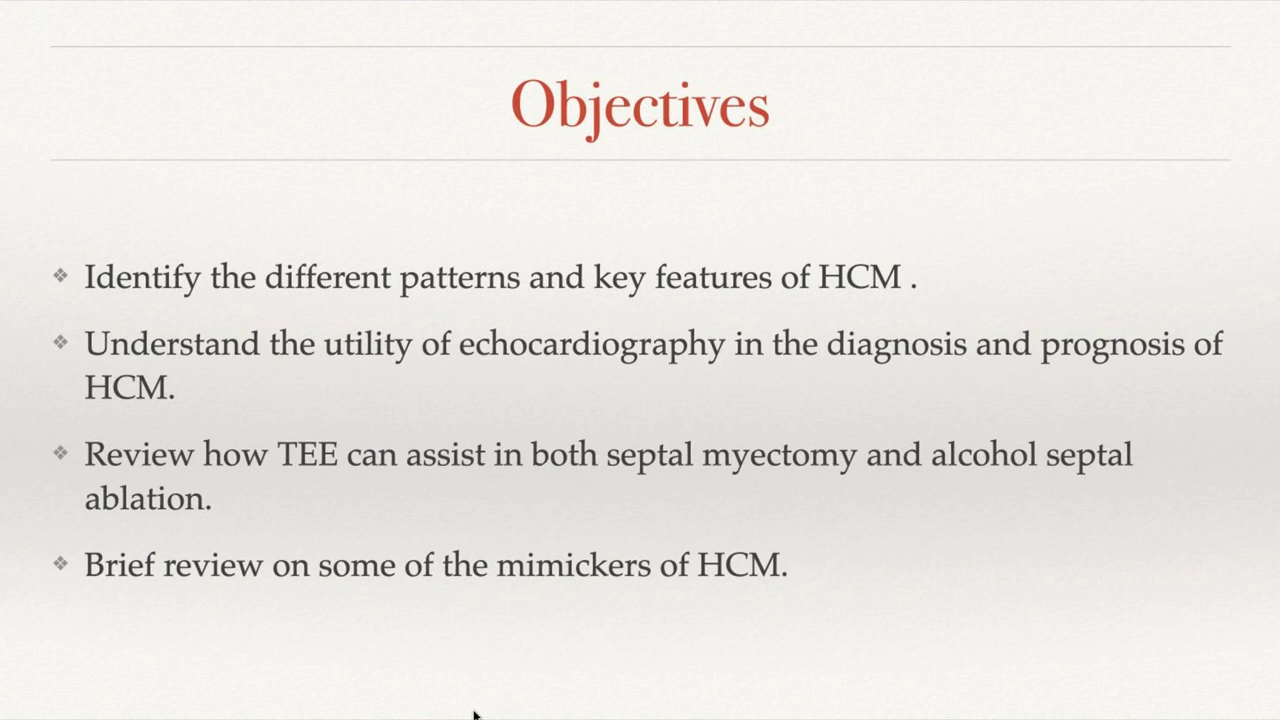 Objectives
❖ Identify the different patterns and key features of HCM .
❖ Understand the utility of echocardiography in the diagnosis and prognosis of
HCM.
❖ Review how TEE can assist in both septal myectomy and alcohol septal
ablation.
❖ Brief review on some of the mimickers of HCM.